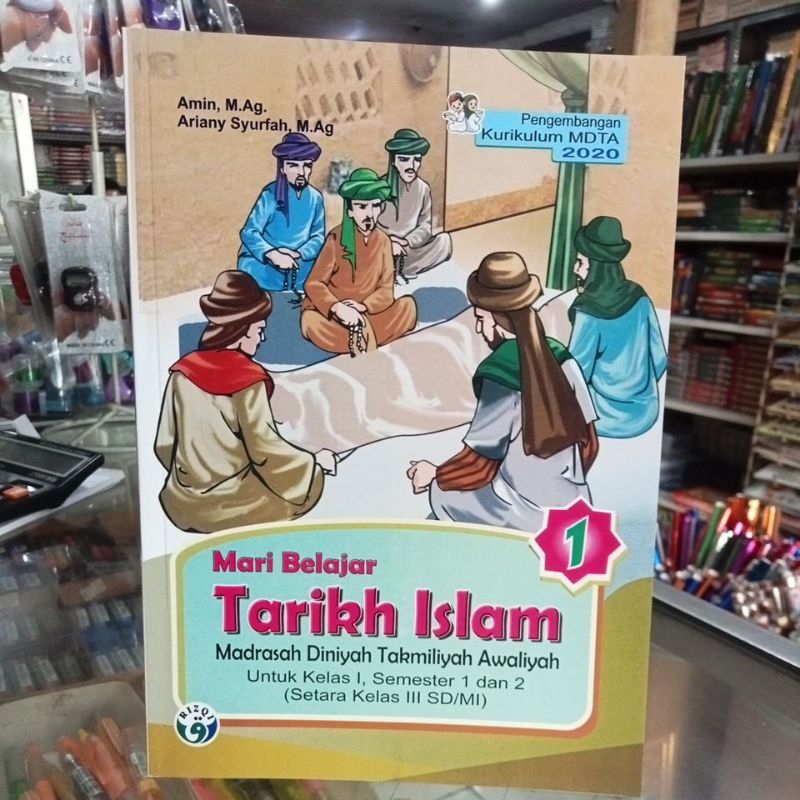 Amin, M.Ag.
Ariany Syurfah, M.Ag
Pengembangan
Kurikulum MDTA
2020
1
Mari Belajar
Tarikh Islam
Madrasah Diniyah Takmiliyah Awaliyah
Untuk Kelas I, Semester 1 dan 2
(Setara Kelas III SD/MI)
RIZQI